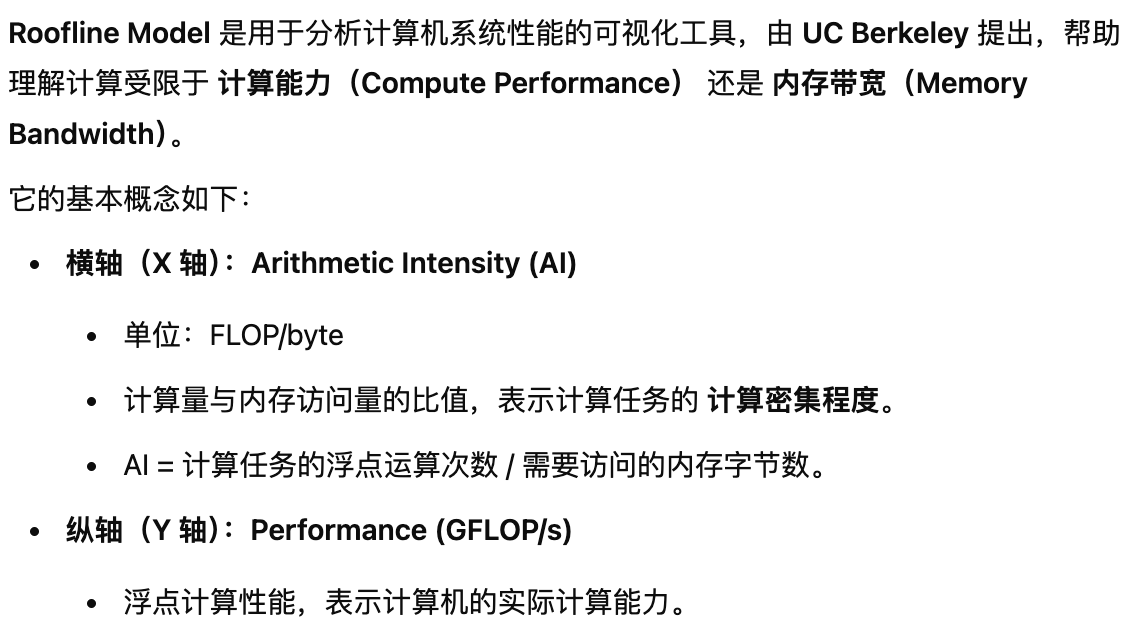 Roofline Model 是用于分析计算机系统性能的可视化工具，由 UC Berkeley 提出，帮助
理解计算受限于 计算能力（Compute Performance） 还是 内存带宽（Memory
Bandwidth）。
它的基本概念如下：
• 横轴（X 轴）：Arithmetic Intensity (AI)
• 单位：FLOP/byte
• 计算量与内存访问量的比值，表示计算任务的 计算密集程度。
• AI = 计算任务的浮点运算次数 / 需要访问的内存字节数。
• 纵轴（Y 轴）：Performance (GFLOP/s)
• 浮点计算性能，表示计算机的实际计算能力。